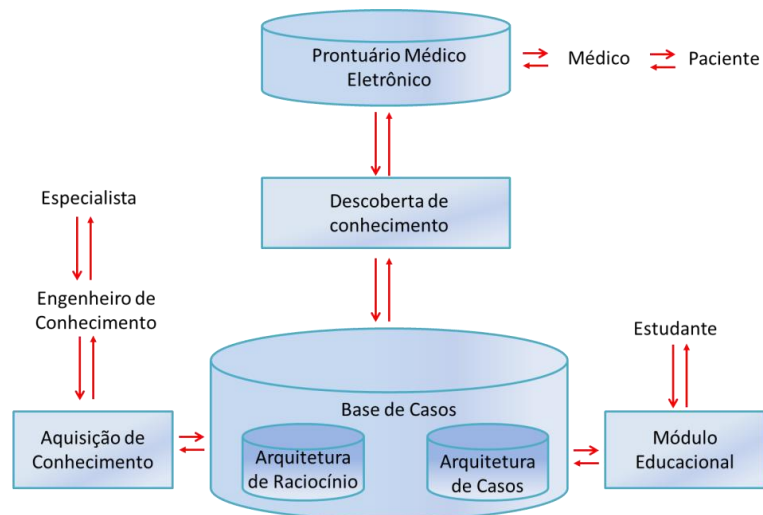 Prontuário Médico
Eletrônico
Médico
Paciente
Descoberta de
conhecimento
Especialista
Engenheiro de
Conhecimento
Estudante
Base de Casos
Aquisição de
Conhecimento
Arquitetura
de Raciocínio
Arquitetura
de Casos
Módulo
Educacional